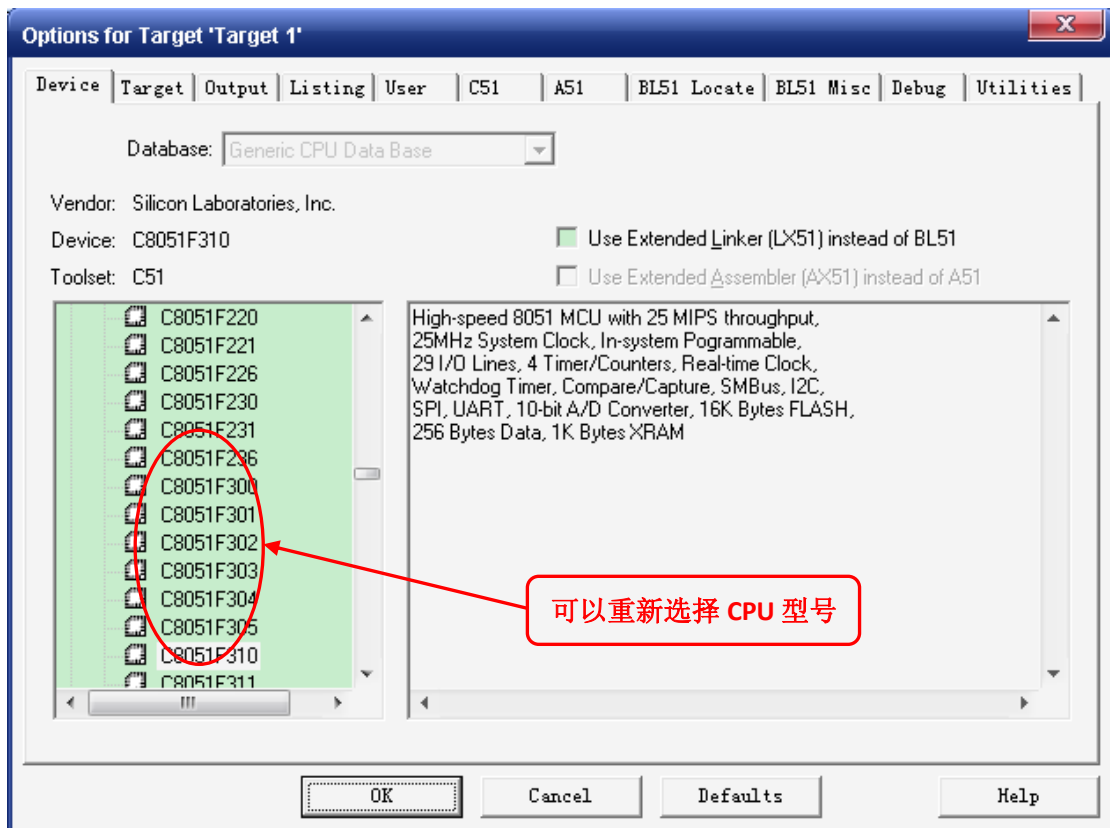 Options for Target 'Target 1'
Device Target Output Listing User C51 A51 BL51 Locate BL51 Misc Debug Utilities
Database: Generic CPU Data Base
Vendor: Silicon Laboratories, Inc.
Device: C8051F310
Use Extended Linker (LX51) instead of BL51
Toolset: C51
Use Extended Assembler (AX51) instead of A51
C8051F220
C8051F221
C8051F226
C8051F230
C8051F231
C8051F236
C8051F300
C8051F301
C8051F302
C8051F303
C8051F304
C8051F305
C8051F310
C8051F311
High-speed 8051 MCU with 25 MIPS throughput,
25MHz System Clock, In-system Pogrammable,
29 I/O Lines, 4 Timer/Counters, Real-time Clock,
Watchdog Timer, Compare/Capture, SMBus, I2C,
SPI, UART, 10-bit A/D Converter, 16K Bytes FLASH,
256 Bytes Data, 1K Bytes XRAM
可以重新选择 CPU 型号
OK Cancel Defaults Help